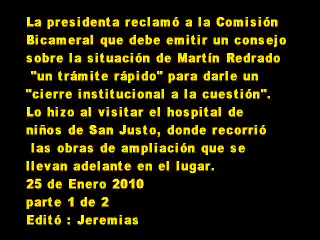 La presidenta reclamó a la Comisión
Bicameral que debe emitir un consejo
sobre la situación de Martín Redrado
"un trámite rápido" para darle un
"cierre institucional a la cuestión".
Lo hizo al visitar el hospital de
niños de San Justo, donde recorrió
las obras de ampliación que se
llevan adelante en el lugar.
25 de Enero 2010
parte 1 de 2
Editó : Jeremias